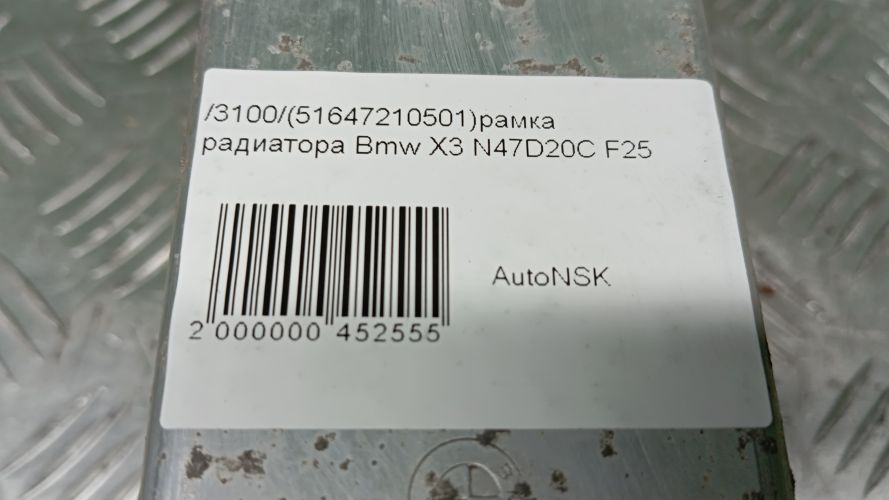 /3100/(51647210501)рамка
радиатора Bmw X3 N47D20C F25
AutoNSK
2 000000 452555